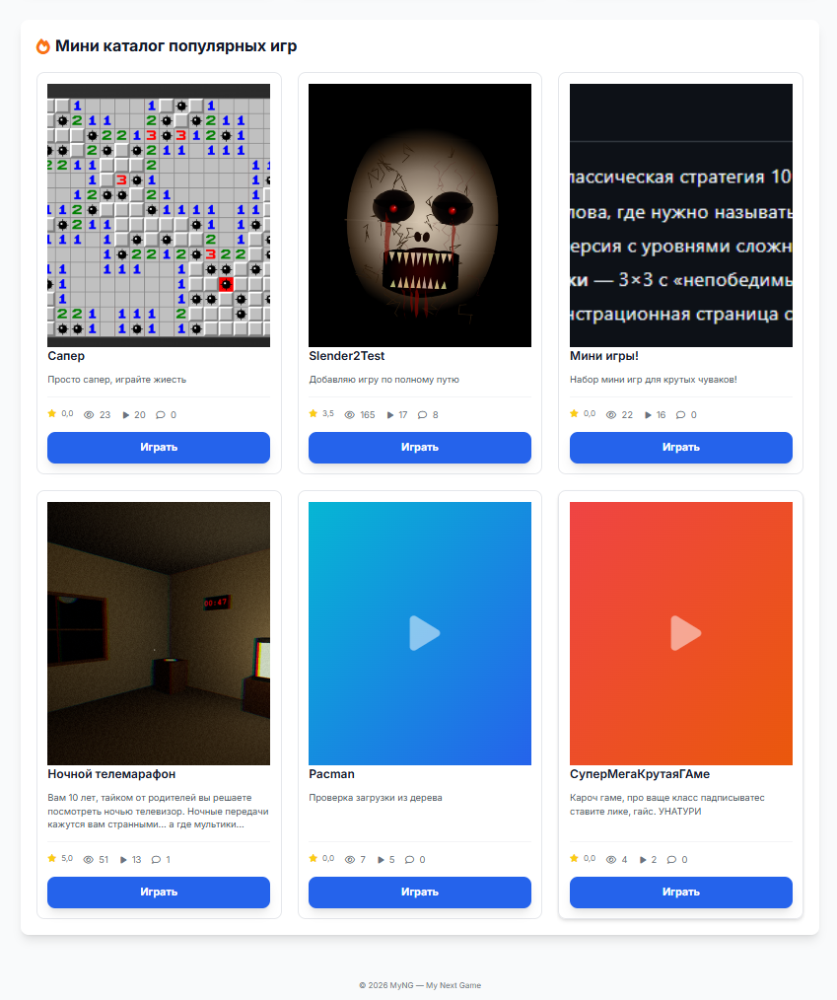 Мини каталог популярных игр
Сапер
Просто сапер, играйте жиесть
0,0 23 20 0
Играть
Slender2Test
Добавляю игру по полному путю
3,5 165 17 8
Играть
лассическая стратегия 10
лова, где нужно называть
ерсия с уровнями сложн
ки — 3×3 с «непобедимь
нстрационная страница с
Мини игры!
Набор мини игр для крутых чуваков!
0,0 22 16 0
Играть
00:47
Ночной телемарафон
Вам 10 лет, тайком от родителей вы решаете
посмотреть ночью телевизор. Ночные передачи
кажутся вам странными... а где мультики...
5,0 51 13 1
Играть
Pacman
Проверка загрузки из дерева
0,0 7 5 0
Играть
СуперМегаКрутаяГАме
Кароч гаме, про ваще класс падписыватес
ставите лике, гайс. УНАТУРИ
0,0 4 2 0
Играть
© 2026 MyNG — My Next Game